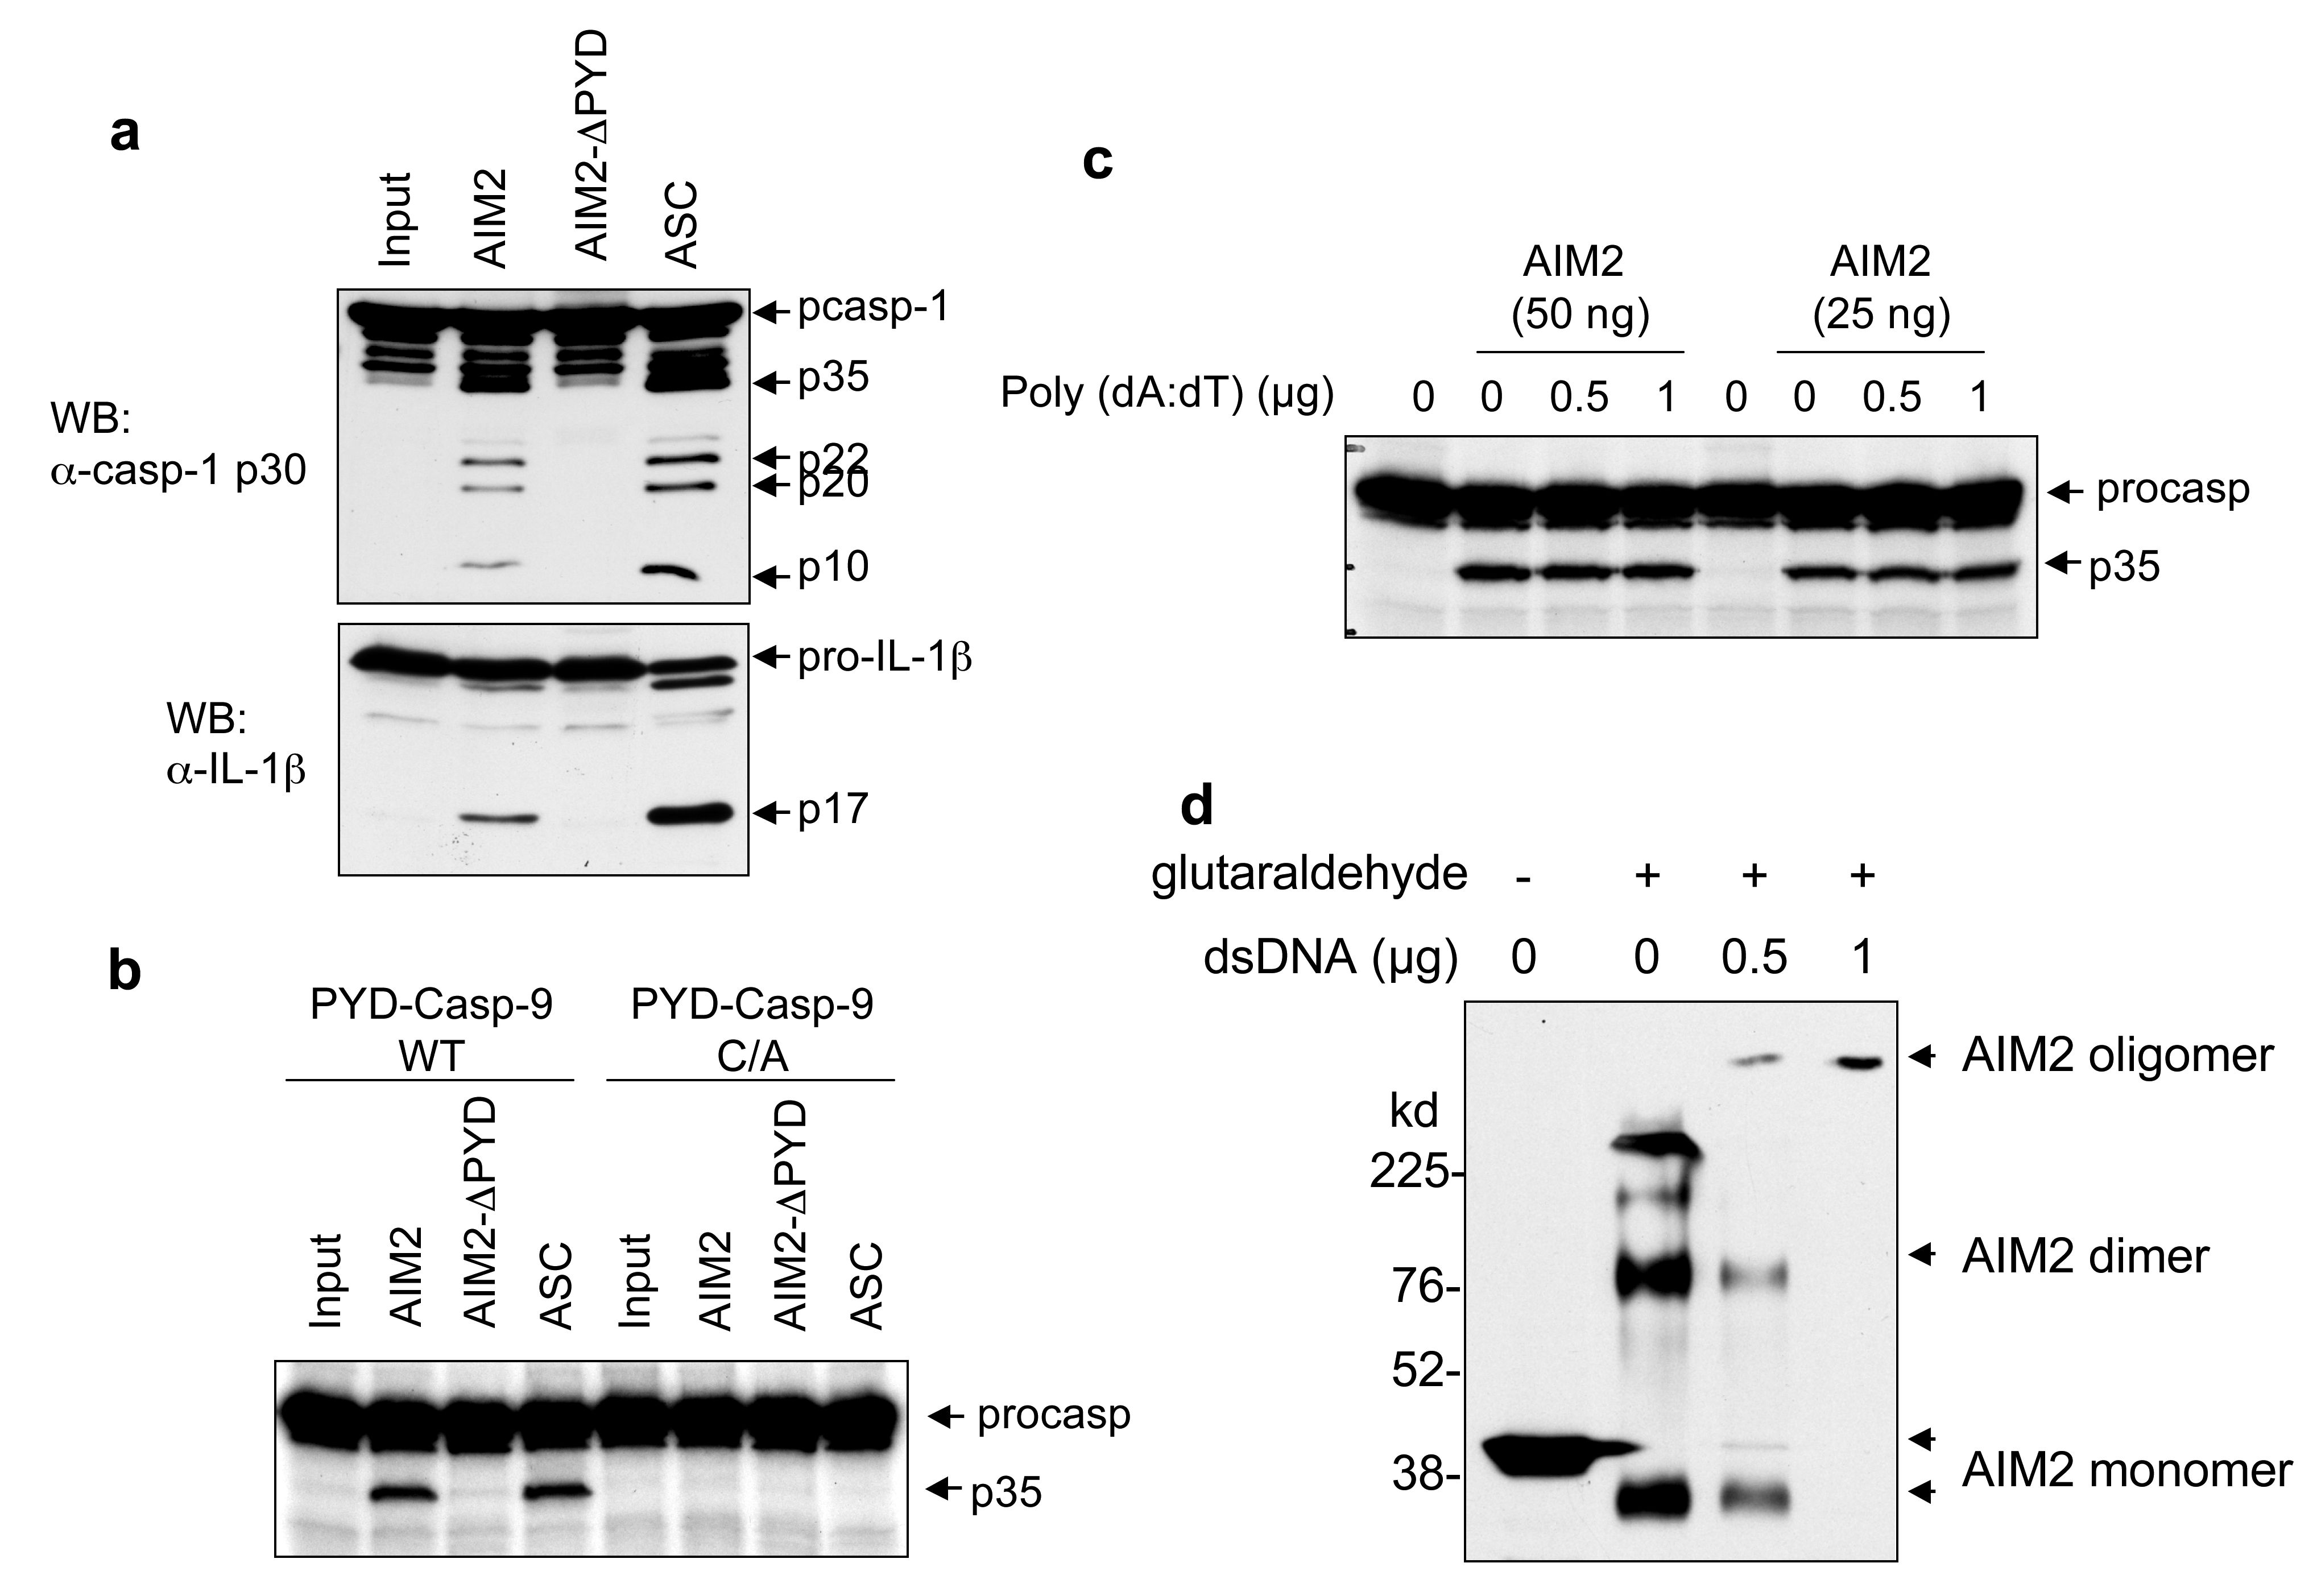 a
Input
AIM2
AIM2-ΔPYD
ASC
WB:
α-casp-1 p30
pcasp-1
p35
p22
p20
p10
WB:
α-IL-1β
pro-IL-1β
p17
b
PYD-Casp-9
WT
PYD-Casp-9
C/A
Input
AIM2
AIM2-ΔPYD
ASC
Input
AIM2
AIM2-ΔPYD
ASC
procasp
p35
c
AIM2
(50 ng)
AIM2
(25 ng)
Poly (dA:dT) (µg) 0 0 0.5 1 0 0 0.5 1
procasp
p35
d
glutaraldehyde - + + +
dsDNA (µg) 0 0 0.5 1
kd
225-
76-
52-
38-
AIM2 oligomer
AIM2 dimer
AIM2 monomer